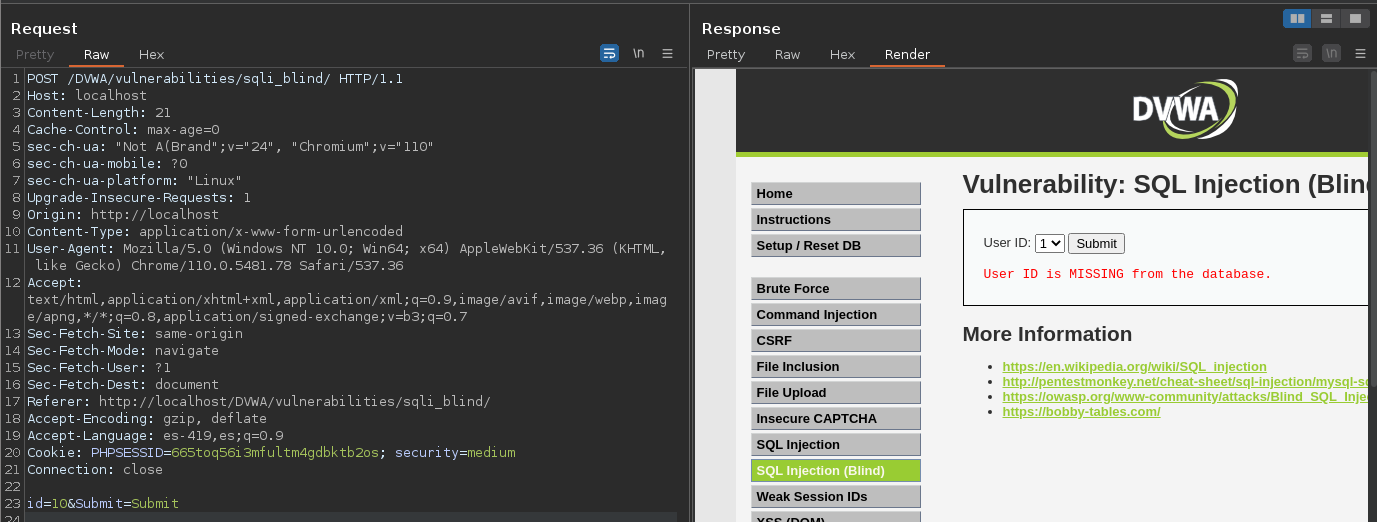 Request
Pretty Raw Hex \n
1 POST /DVWA/vulnerabilities/sqli_blind/ HTTP/1.1
2 Host: localhost
3 Content-Length: 21
4 Cache-Control: max-age=0
5 sec-ch-ua: "Not A(Brand";v="24", "Chromium";v="110"
6 sec-ch-ua-mobile: ?0
7 sec-ch-ua-platform: "Linux"
8 Upgrade-Insecure-Requests: 1
9 Origin: http://localhost
10 Content-Type: application/x-www-form-urlencoded
11 User-Agent: Mozilla/5.0 (Windows NT 10.0; Win64; x64) AppleWebKit/537.36 (KHTML,
like Gecko) Chrome/110.0.5481.78 Safari/537.36
12 Accept:
text/html,application/xhtml+xml,application/xml;q=0.9,image/avif,image/webp,imag
e/apng,*/*;q=0.8,application/signed-exchange;v=b3;q=0.7
13 Sec-Fetch-Site: same-origin
14 Sec-Fetch-Mode: navigate
15 Sec-Fetch-User: ?1
16 Sec-Fetch-Dest: document
17 Referer: http://localhost/DVWA/vulnerabilities/sqli_blind/
18 Accept-Encoding: gzip, deflate
19 Accept-Language: es-419,es;q=0.9
20 Cookie: PHPSESSID=665toq56i3mfultm4gdbktb2os; security=medium
21 Connection: close
22
23 id=10&Submit=Submit
24
Response
Pretty Raw Hex Render \n
DVWA
Home
Instructions
Setup / Reset DB
Brute Force
Command Injection
CSRF
File Inclusion
File Upload
Insecure CAPTCHA
SQL Injection
SQL Injection (Blind)
Weak Session IDs
XSS (DOM)
Vulnerability: SQL Injection (Blin
User ID: 1 Submit
User ID is MISSING from the database.
More Information
https://en.wikipedia.org/wiki/SQL_injection
http://pentestmonkey.net/cheat-sheet/sql-injection/mysql-sq
https://owasp.org/www-community/attacks/Blind_SQL_Injec
https://bobby-tables.com/